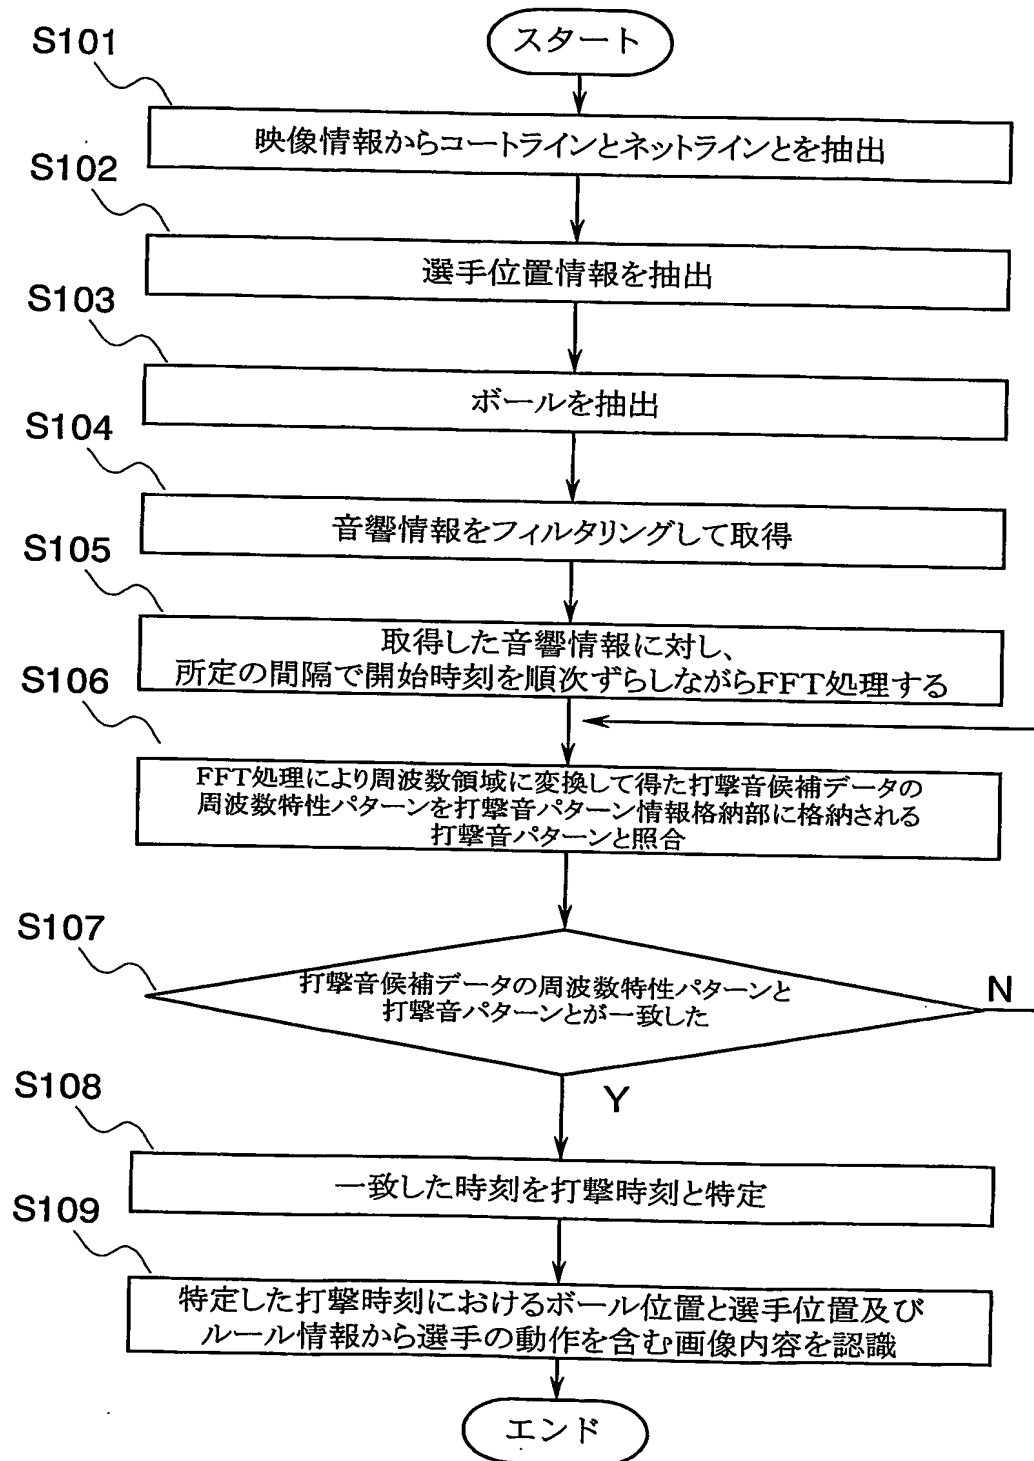 スタート
S101
映像情報からコートラインとネットラインとを抽出
S102
選手位置情報を抽出
S103
ボールを抽出
S104
音響情報をフィルタリングして取得
S105
取得した音響情報に対し、
所定の間隔で開始時刻を順次ずらしながらFFT処理する
S106
FFT処理により周波数領域に変換して得た打撃音候補データの
周波数特性パターンを打撃音パターン情報格納部に格納される
打撃音パターンと照合
S107
打撃音候補データの周波数特性パターンと
打撃音パターンとが一致した
N
Y
S108
一致した時刻を打撃時刻と特定
S109
特定した打撃時刻におけるボール位置と選手位置及び
ルール情報から選手の動作を含む画像内容を認識
エンド